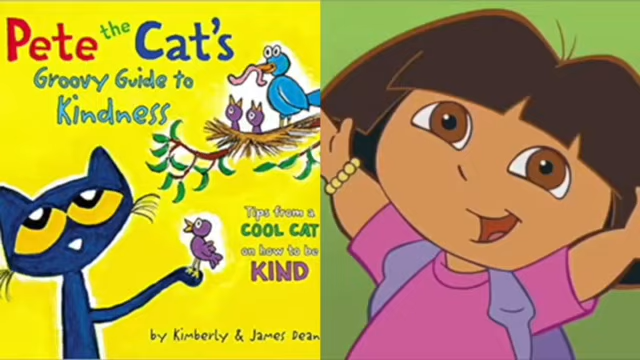 Pete the Cat's
Groovy Guide to
Kindness
Tips from a
COOL CAT
on how to be
KIND
by Kimberly & James Dean